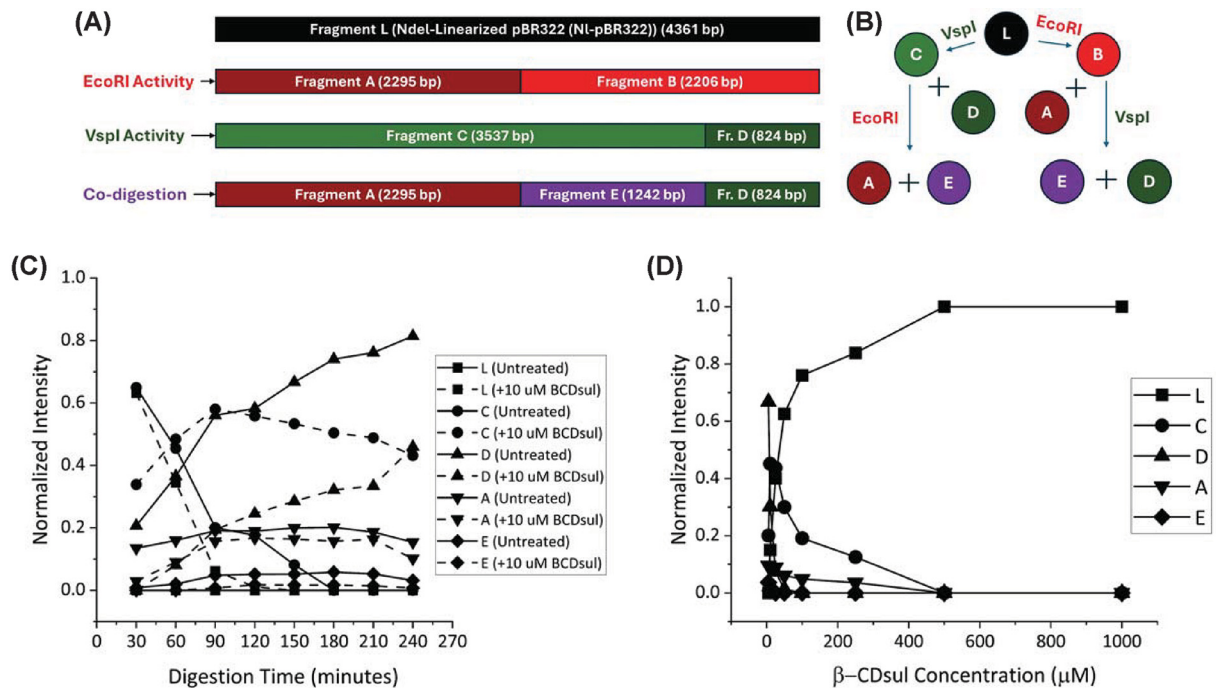 (A)
Fragment L (NdeI-Linearized pBR322 (NI-pBR322)) (4361 bp)
EcoRI Activity
Fragment A (2295 bp)
Fragment B (2206 bp)
VspI Activity
Fragment C (3537 bp)
Fr. D (824 bp)
Co-digestion
Fragment A (2295 bp)
Fragment E (1242 bp)
Fr. D (824 bp)
(B)
L
VspI
EcoRI
C
B
+
+
D
A
EcoRI
VspI
A
+
E
E
+
D
(C)
Normalized Intensity
1.0
0.8
0.6
0.4
0.2
0.0
0
30
60
90
120
150
180
210
240
270
Digestion Time (minutes)
L (Untreated)
L (+10 uM BCDsul)
C (Untreated)
C (+10 uM BCDsul)
D (Untreated)
D (+10 uM BCDsul)
A (Untreated)
A (+10 uM BCDsul)
E (Untreated)
E (+10 uM BCDsul)
(D)
Normalized Intensity
1.0
0.8
0.6
0.4
0.2
0.0
0
200
400
600
800
1000
β–CDsul Concentration (μM)
L
C
D
A
E